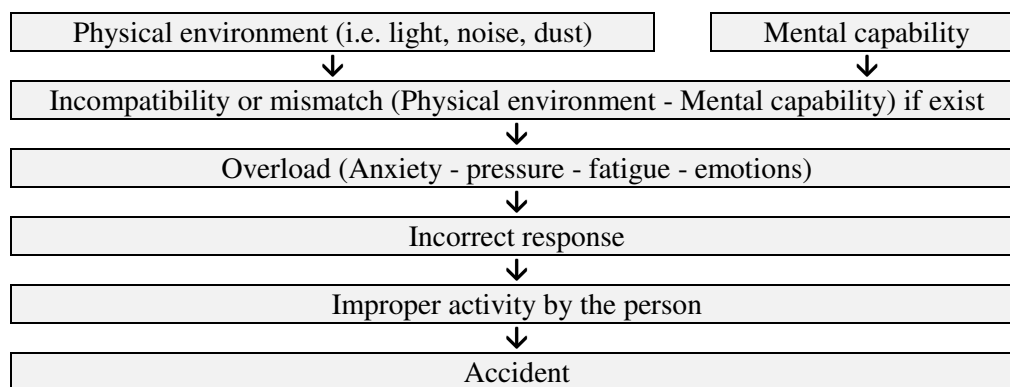 Physical environment (i.e. light, noise, dust)
Mental capability
Incompatibility or mismatch (Physical environment - Mental capability) if exist
Overload (Anxiety - pressure - fatigue - emotions)
Incorrect response
Improper activity by the person
Accident